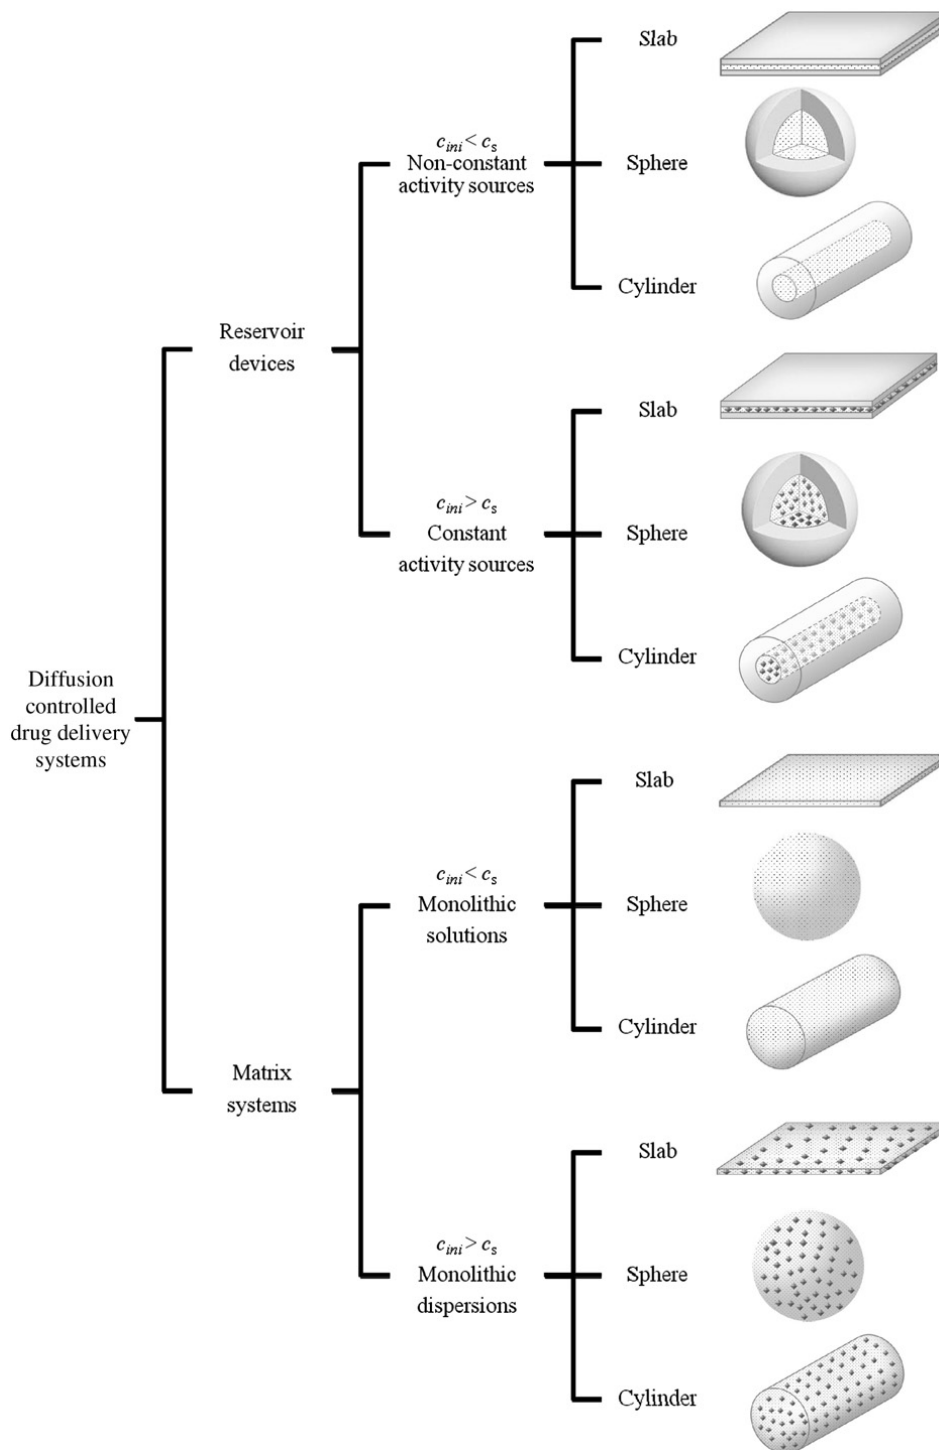 Diffusion
controlled
drug delivery
systems
Reservoir
devices
c_ini < c_s
Non-constant
activity sources
Slab
Sphere
Cylinder
c_ini > c_s
Constant
activity sources
Slab
Sphere
Cylinder
Matrix
systems
c_ini < c_s
Monolithic
solutions
Slab
Sphere
Cylinder
c_ini > c_s
Monolithic
dispersions
Slab
Sphere
Cylinder